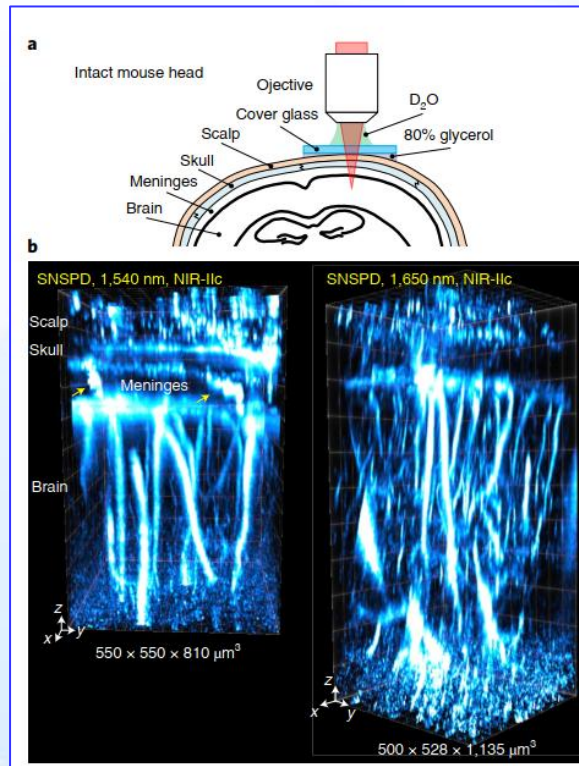 a
Intact mouse head
Ojective
D₂O
Cover glass
80% glycerol
Scalp
Skull
Meninges
Brain
b
SNSPD, 1,540 nm, NIR-IIc
SNSPD, 1,650 nm, NIR-IIc
Scalp
Skull
Meninges
Brain
z
x y
550 × 550 × 810 µm³
z
x y
500 × 528 × 1,135 µm³